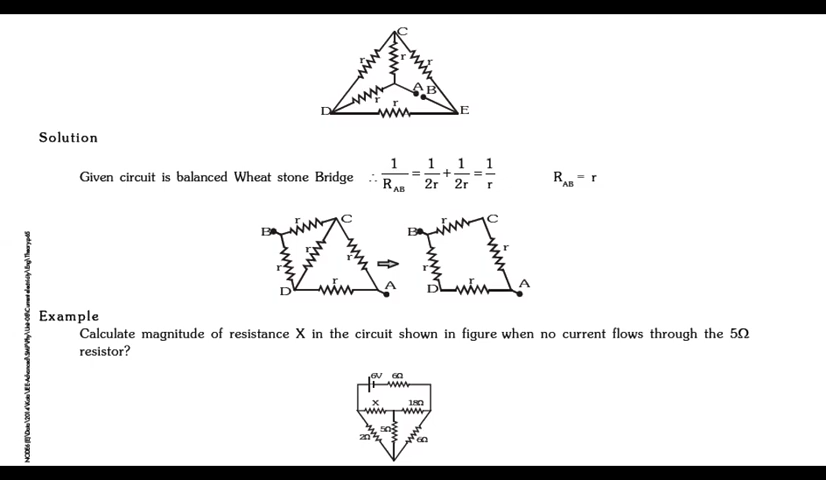 C
r r r
A B
r r
D E
Solution
Given circuit is balanced Wheat stone Bridge ∴ 1/R_AB = 1/2r + 1/2r = 1/r R_AB = r
r C r C
B B
r r r r r
r A r A
D D
Example
Calculate magnitude of resistance X in the circuit shown in figure when no current flows through the 5Ω
resistor?
6V 6Ω
X 18Ω
2Ω 5Ω 6Ω